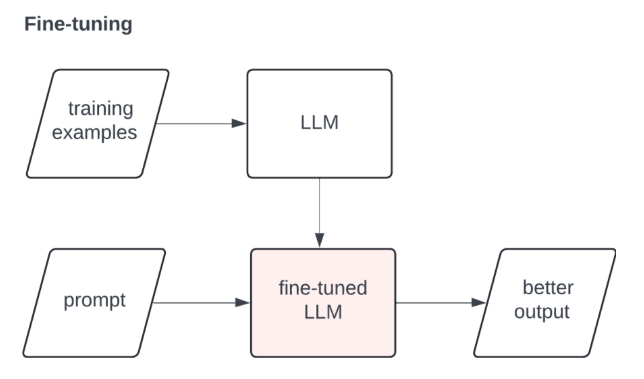 Fine-tuning
training
examples
LLM
prompt
fine-tuned
LLM
better
output